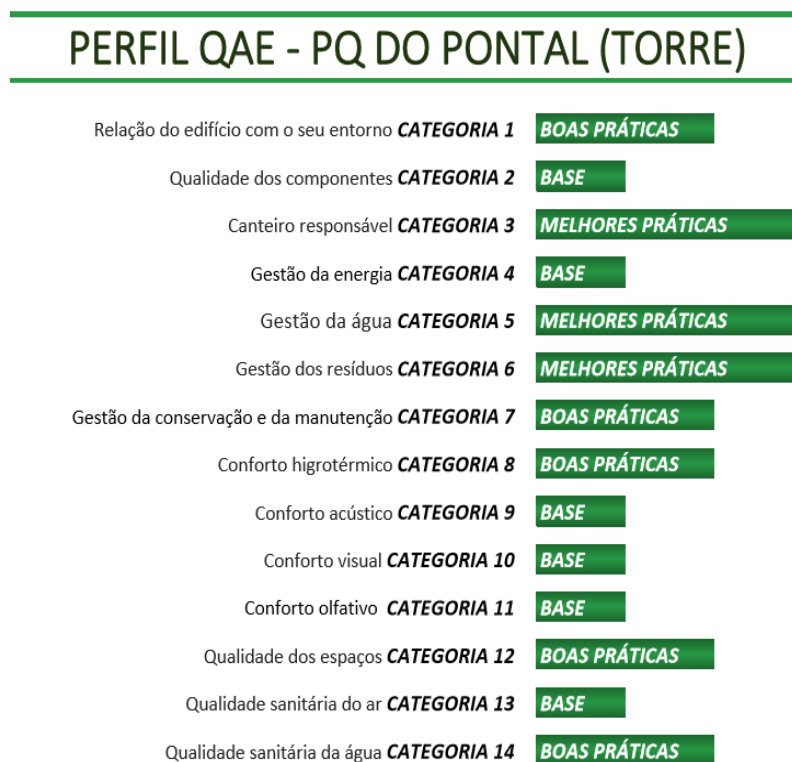 PERFIL QAE - PQ DO PONTAL (TORRE)
Relação do edifício com o seu entorno CATEGORIA 1 BOAS PRÁTICAS
Qualidade dos componentes CATEGORIA 2 BASE
Canteiro responsável CATEGORIA 3 MELHORES PRÁTICAS
Gestão da energia CATEGORIA 4 BASE
Gestão da água CATEGORIA 5 MELHORES PRÁTICAS
Gestão dos resíduos CATEGORIA 6 MELHORES PRÁTICAS
Gestão da conservação e da manutenção CATEGORIA 7 BOAS PRÁTICAS
Conforto higrotérmico CATEGORIA 8 BOAS PRÁTICAS
Conforto acústico CATEGORIA 9 BASE
Conforto visual CATEGORIA 10 BASE
Conforto olfativo CATEGORIA 11 BASE
Qualidade dos espaços CATEGORIA 12 BOAS PRÁTICAS
Qualidade sanitária do ar CATEGORIA 13 BASE
Qualidade sanitária da água CATEGORIA 14 BOAS PRÁTICAS